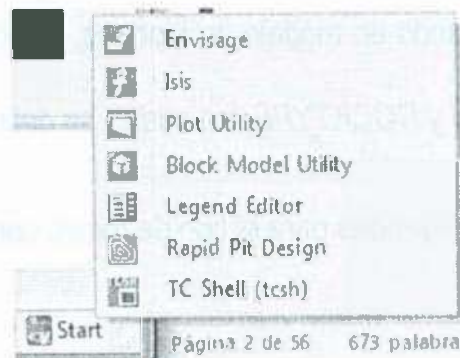 Envisage
Isis
Plot Utility
Block Model Utility
Legend Editor
Rapid Pit Design
TC Shell (tcsh)
Start
Página 2 de 56 673 palabra